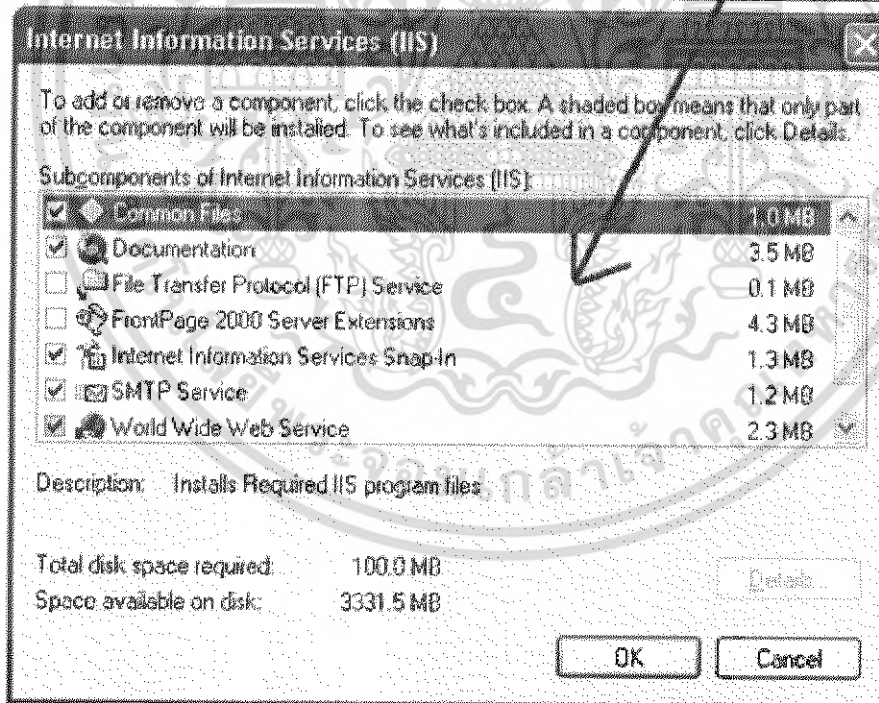 Internet Information Services (IIS)
To add or remove a component, click the check box. A shaded box means that only part
of the component will be installed. To see what's included in a component, click Details.
Subcomponents of Internet Information Services (IIS):
Common Files 1.0 MB
Documentation 3.5 MB
File Transfer Protocol (FTP) Service 0.1 MB
FrontPage 2000 Server Extensions 4.3 MB
Internet Information Services Snap-In 1.3 MB
SMTP Service 1.2 MB
World Wide Web Service 2.3 MB
Description: Installs Required IIS program files
Total disk space required: 100.0 MB
Details...
Space available on disk: 3331.5 MB
OK Cancel